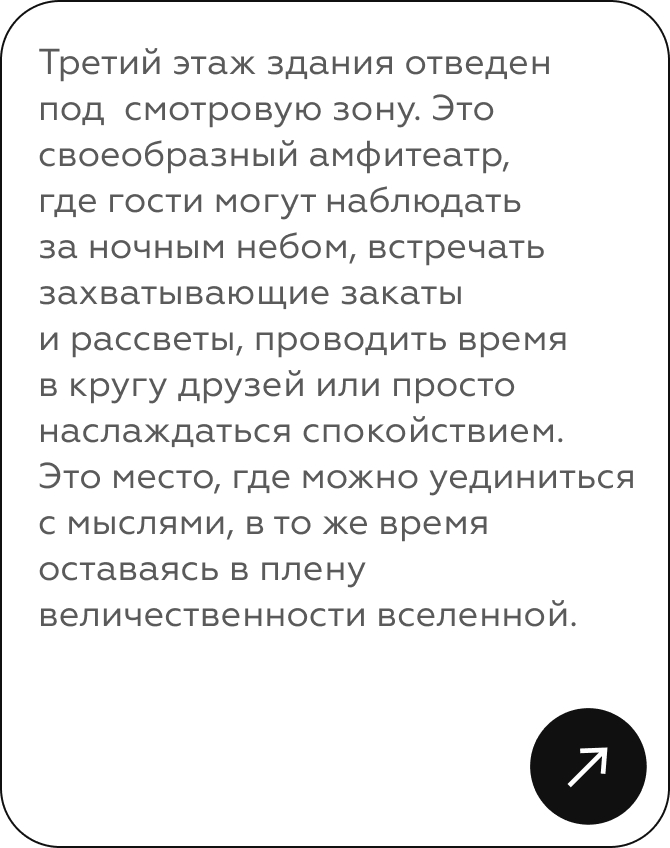 Третий этаж здания отведен
под  смотровую зону. Это
своеобразный амфитеатр,
где гости могут наблюдать
за ночным небом, встречать
захватывающие закаты
и рассветы, проводить время
в кругу друзей или просто
наслаждаться спокойствием.
Это место, где можно уединиться
с мыслями, в то же время
оставаясь в плену
величественности вселенной.